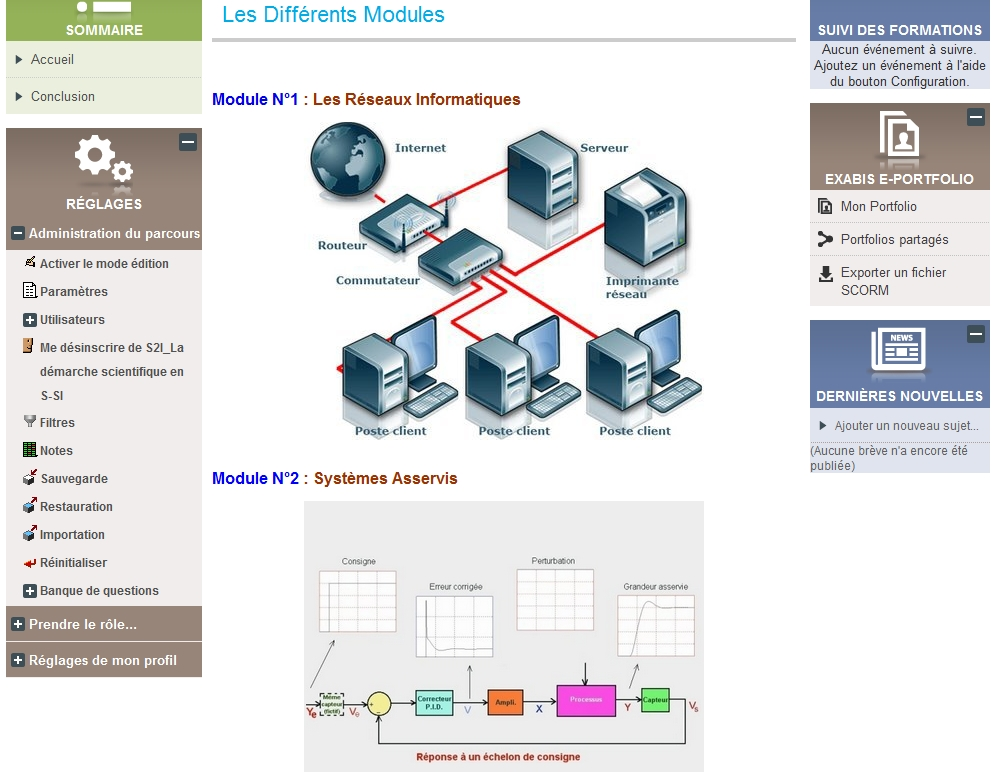 SOMMAIRE
Accueil
Conclusion
RÉGLAGES
Administration du parcours
Activer le mode édition
Paramètres
Utilisateurs
Me désinscrire de S2I_La
démarche scientifique en
S-SI
Filtres
Notes
Sauvegarde
Restauration
Importation
Réinitialiser
Banque de questions
Prendre le rôle...
Réglages de mon profil
Les Différents Modules
Module N°1 : Les Réseaux Informatiques
Internet
Serveur
Routeur
Commutateur
Imprimante
réseau
Poste client
Poste client
Poste client
Module N°2 : Systèmes Asservis
Consigne
Erreur corrigée
Perturbation
Grandeur asservie
Ye
Même
capteur
(fictif)
Ve
+
−
Correcteur
P.I.D.
V
Ampli.
X
Processus
Y
Capteur
Vs
Réponse à un échelon de consigne
SUIVI DES FORMATIONS
Aucun événement à suivre.
Ajoutez un événement à l'aide
du bouton Configuration.
EXABIS E-PORTFOLIO
Mon Portfolio
Portfolios partagés
Exporter un fichier
SCORM
NEWS
DERNIÈRES NOUVELLES
Ajouter un nouveau sujet...
(Aucune brève n'a encore été
publiée)